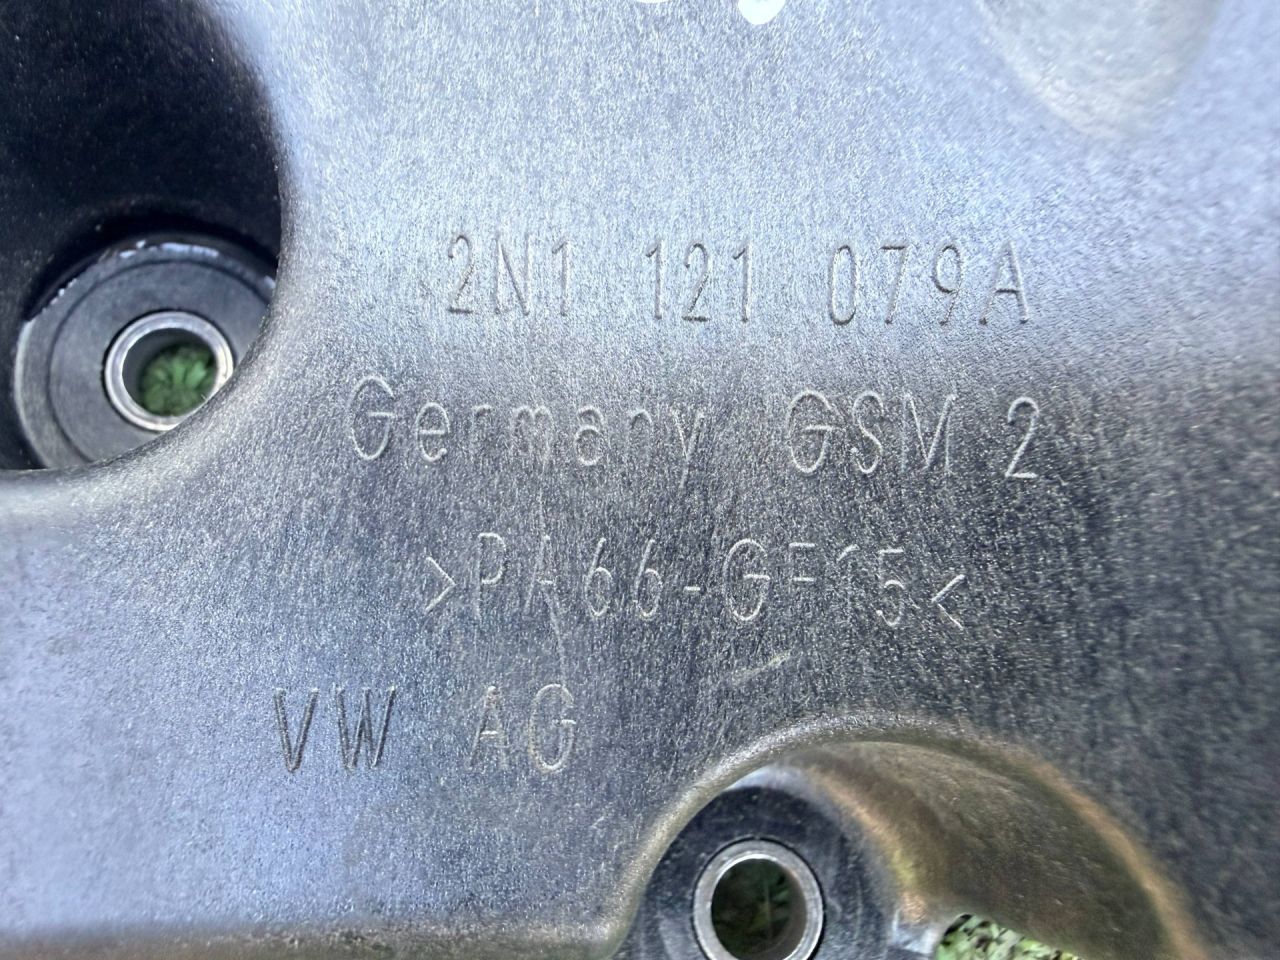 2N1 121 079A
Germany GSM 2
>PA66-GF15<
VW AG